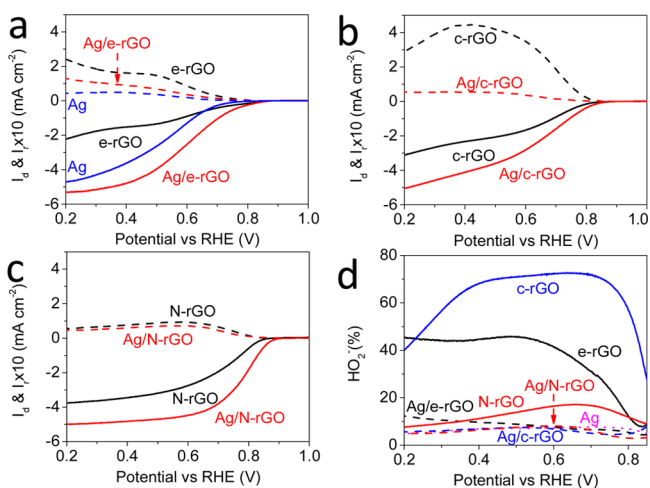 a
I_d & I_r x10 (mA cm⁻²)
4
2
0
-2
-4
-6
Ag/e-rGO
e-rGO
Ag
e-rGO
Ag
Ag/e-rGO
0.2 0.4 0.6 0.8 1.0
Potential vs RHE (V)
b
I_d & I_r x10 (mA cm⁻²)
4
2
0
-2
-4
-6
c-rGO
Ag/c-rGO
c-rGO
Ag/c-rGO
0.2 0.4 0.6 0.8 1.0
Potential vs RHE (V)
c
I_d & I_r x10 (mA cm⁻²)
4
2
0
-2
-4
-6
N-rGO
Ag/N-rGO
N-rGO
Ag/N-rGO
0.2 0.4 0.6 0.8 1.0
Potential vs RHE (V)
d
HO₂⁻(%)
80
60
40
20
0
c-rGO
e-rGO
Ag/N-rGO
Ag/e-rGO
N-rGO
Ag
Ag/c-rGO
0.2 0.4 0.6 0.8
Potential vs RHE (V)